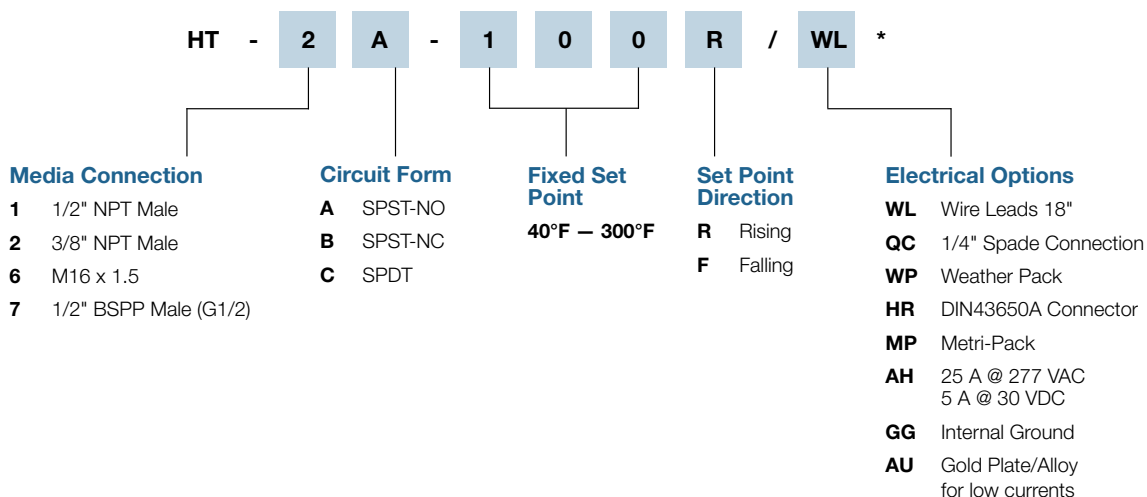 HT - 2 A - 1 0 0 R / WL *
Media Connection
1 1/2" NPT Male
2 3/8" NPT Male
6 M16 x 1.5
7 1/2" BSPP Male (G1/2)
Circuit Form
A SPST-NO
B SPST-NC
C SPDT
Fixed Set
Point
40°F — 300°F
Set Point
Direction
R Rising
F Falling
Electrical Options
WL Wire Leads 18"
QC 1/4" Spade Connection
WP Weather Pack
HR DIN43650A Connector
MP Metri-Pack
AH 25 A @ 277 VAC
5 A @ 30 VDC
GG Internal Ground
AU Gold Plate/Alloy
for low currents